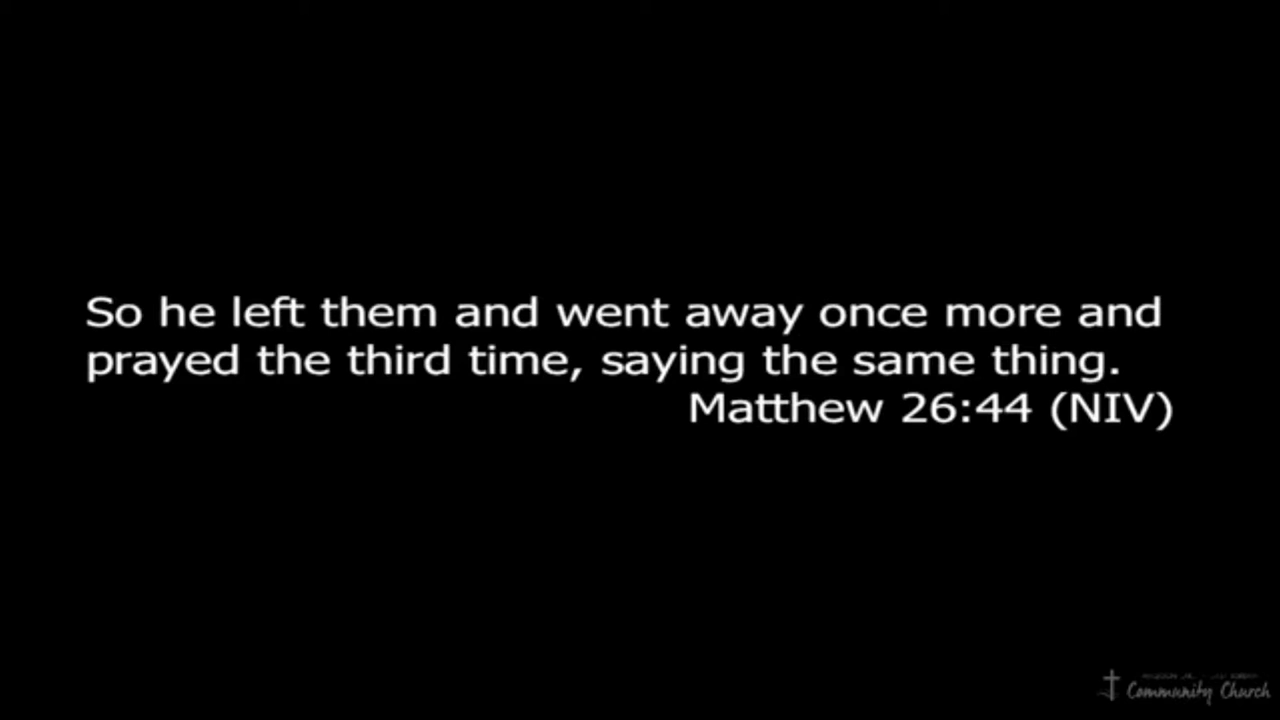 So he left them and went away once more and
prayed the third time, saying the same thing.
Matthew 26:44 (NIV)
Community Church